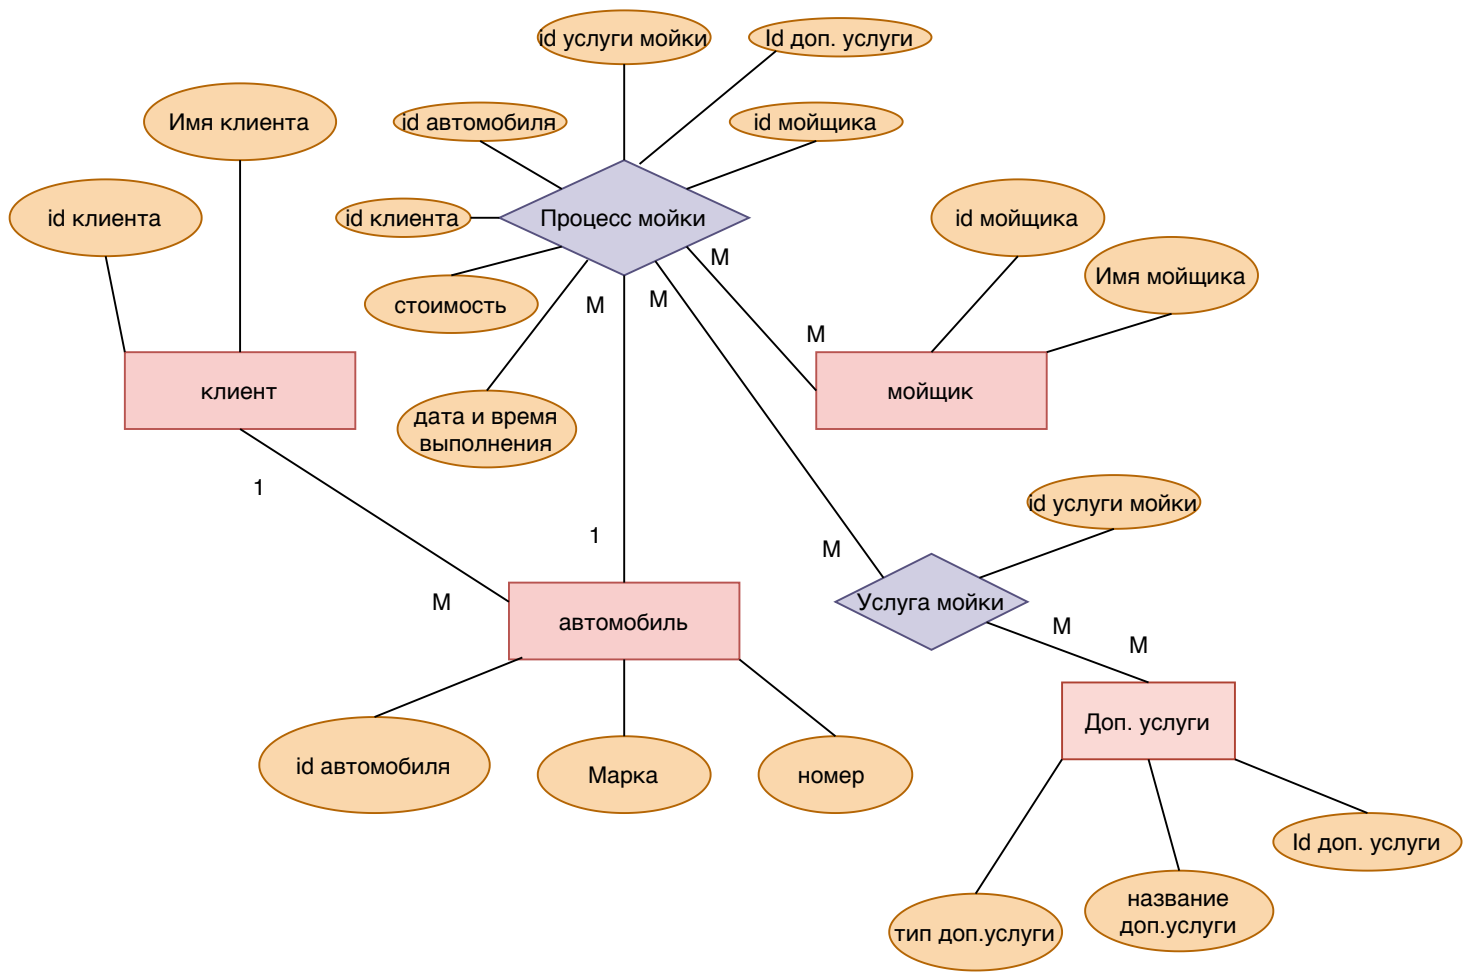 id услуги мойки
Id доп. услуги
Имя клиента
id автомобиля
id мойщика
id клиента
id клиента
Процесс мойки
id мойщика
М
Имя мойщика
стоимость
М
М
М
клиент
мойщик
дата и время
выполнения
1
id услуги мойки
1
М
М
Услуга мойки
автомобиль
М
М
Доп. услуги
id автомобиля
Марка
номер
Id доп. услуги
название
доп.услуги
тип доп.услуги